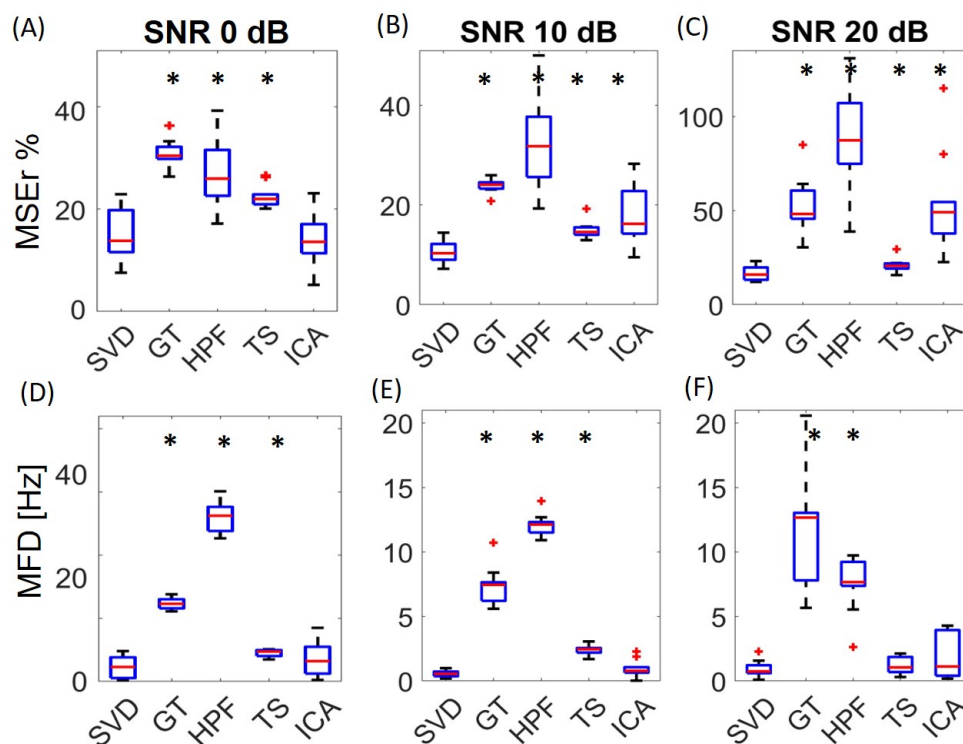 (A) SNR 0 dB
(B) SNR 10 dB
(C) SNR 20 dB
MSEr %
40
20
0
* * *
SVD GT HPF TS ICA
40
20
0
* * * *
SVD GT HPF TS ICA
100
50
0
* * * *
SVD GT HPF TS ICA
(D)
(E)
(F)
MFD [Hz]
40
20
0
* * *
SVD GT HPF TS ICA
20
15
10
5
0
* * *
SVD GT HPF TS ICA
20
15
10
5
0
* *
SVD GT HPF TS ICA